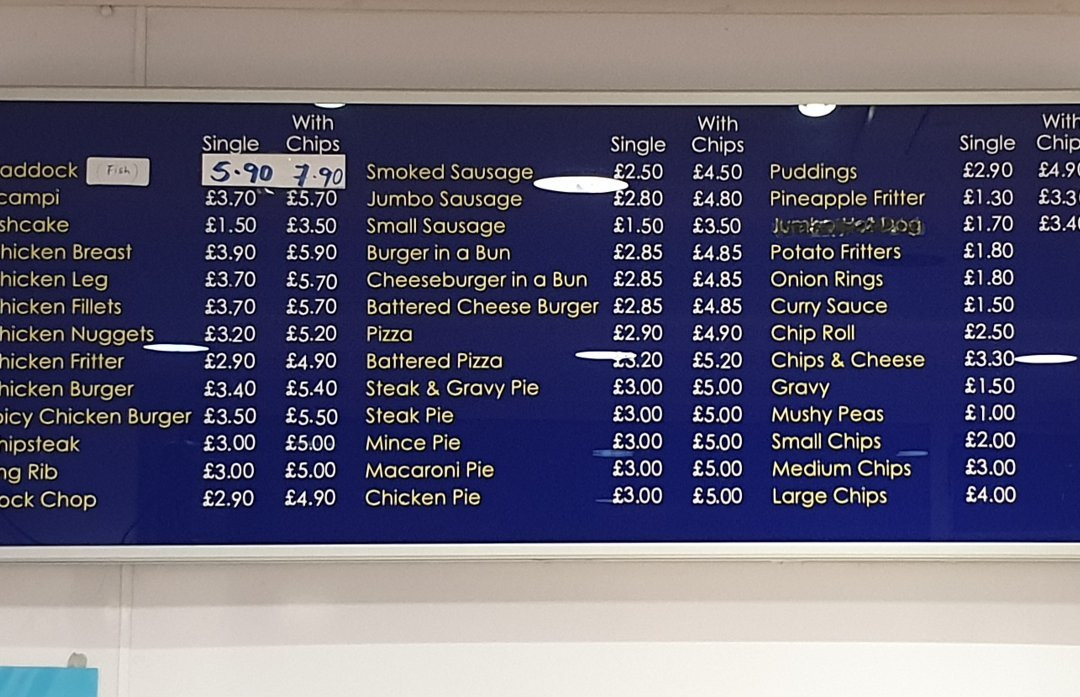 Single With Chips
addock (Fish) 5.90 7.90
campi £3.70 £5.70
shcake £1.50 £3.50
hicken Breast £3.90 £5.90
hicken Leg £3.70 £5.70
hicken Fillets £3.70 £5.70
hicken Nuggets £3.20 £5.20
hicken Fritter £2.90 £4.90
hicken Burger £3.40 £5.40
picy Chicken Burger £3.50 £5.50
hipsteak £3.00 £5.00
ng Rib £3.00 £5.00
ock Chop £2.90 £4.90
Single With Chips
Smoked Sausage £2.50 £4.50
Jumbo Sausage £2.80 £4.80
Small Sausage £1.50 £3.50
Burger in a Bun £2.85 £4.85
Cheeseburger in a Bun £2.85 £4.85
Battered Cheese Burger £2.85 £4.85
Pizza £2.90 £4.90
Battered Pizza £3.20 £5.20
Steak & Gravy Pie £3.00 £5.00
Steak Pie £3.00 £5.00
Mince Pie £3.00 £5.00
Macaroni Pie £3.00 £5.00
Chicken Pie £3.00 £5.00
Single With Chip
Puddings £2.90 £4.90
Pineapple Fritter £1.30 £3.3
Jumbo Hot Dog £1.70 £3.40
Potato Fritters £1.80
Onion Rings £1.80
Curry Sauce £1.50
Chip Roll £2.50
Chips & Cheese £3.30
Gravy £1.50
Mushy Peas £1.00
Small Chips £2.00
Medium Chips £3.00
Large Chips £4.00